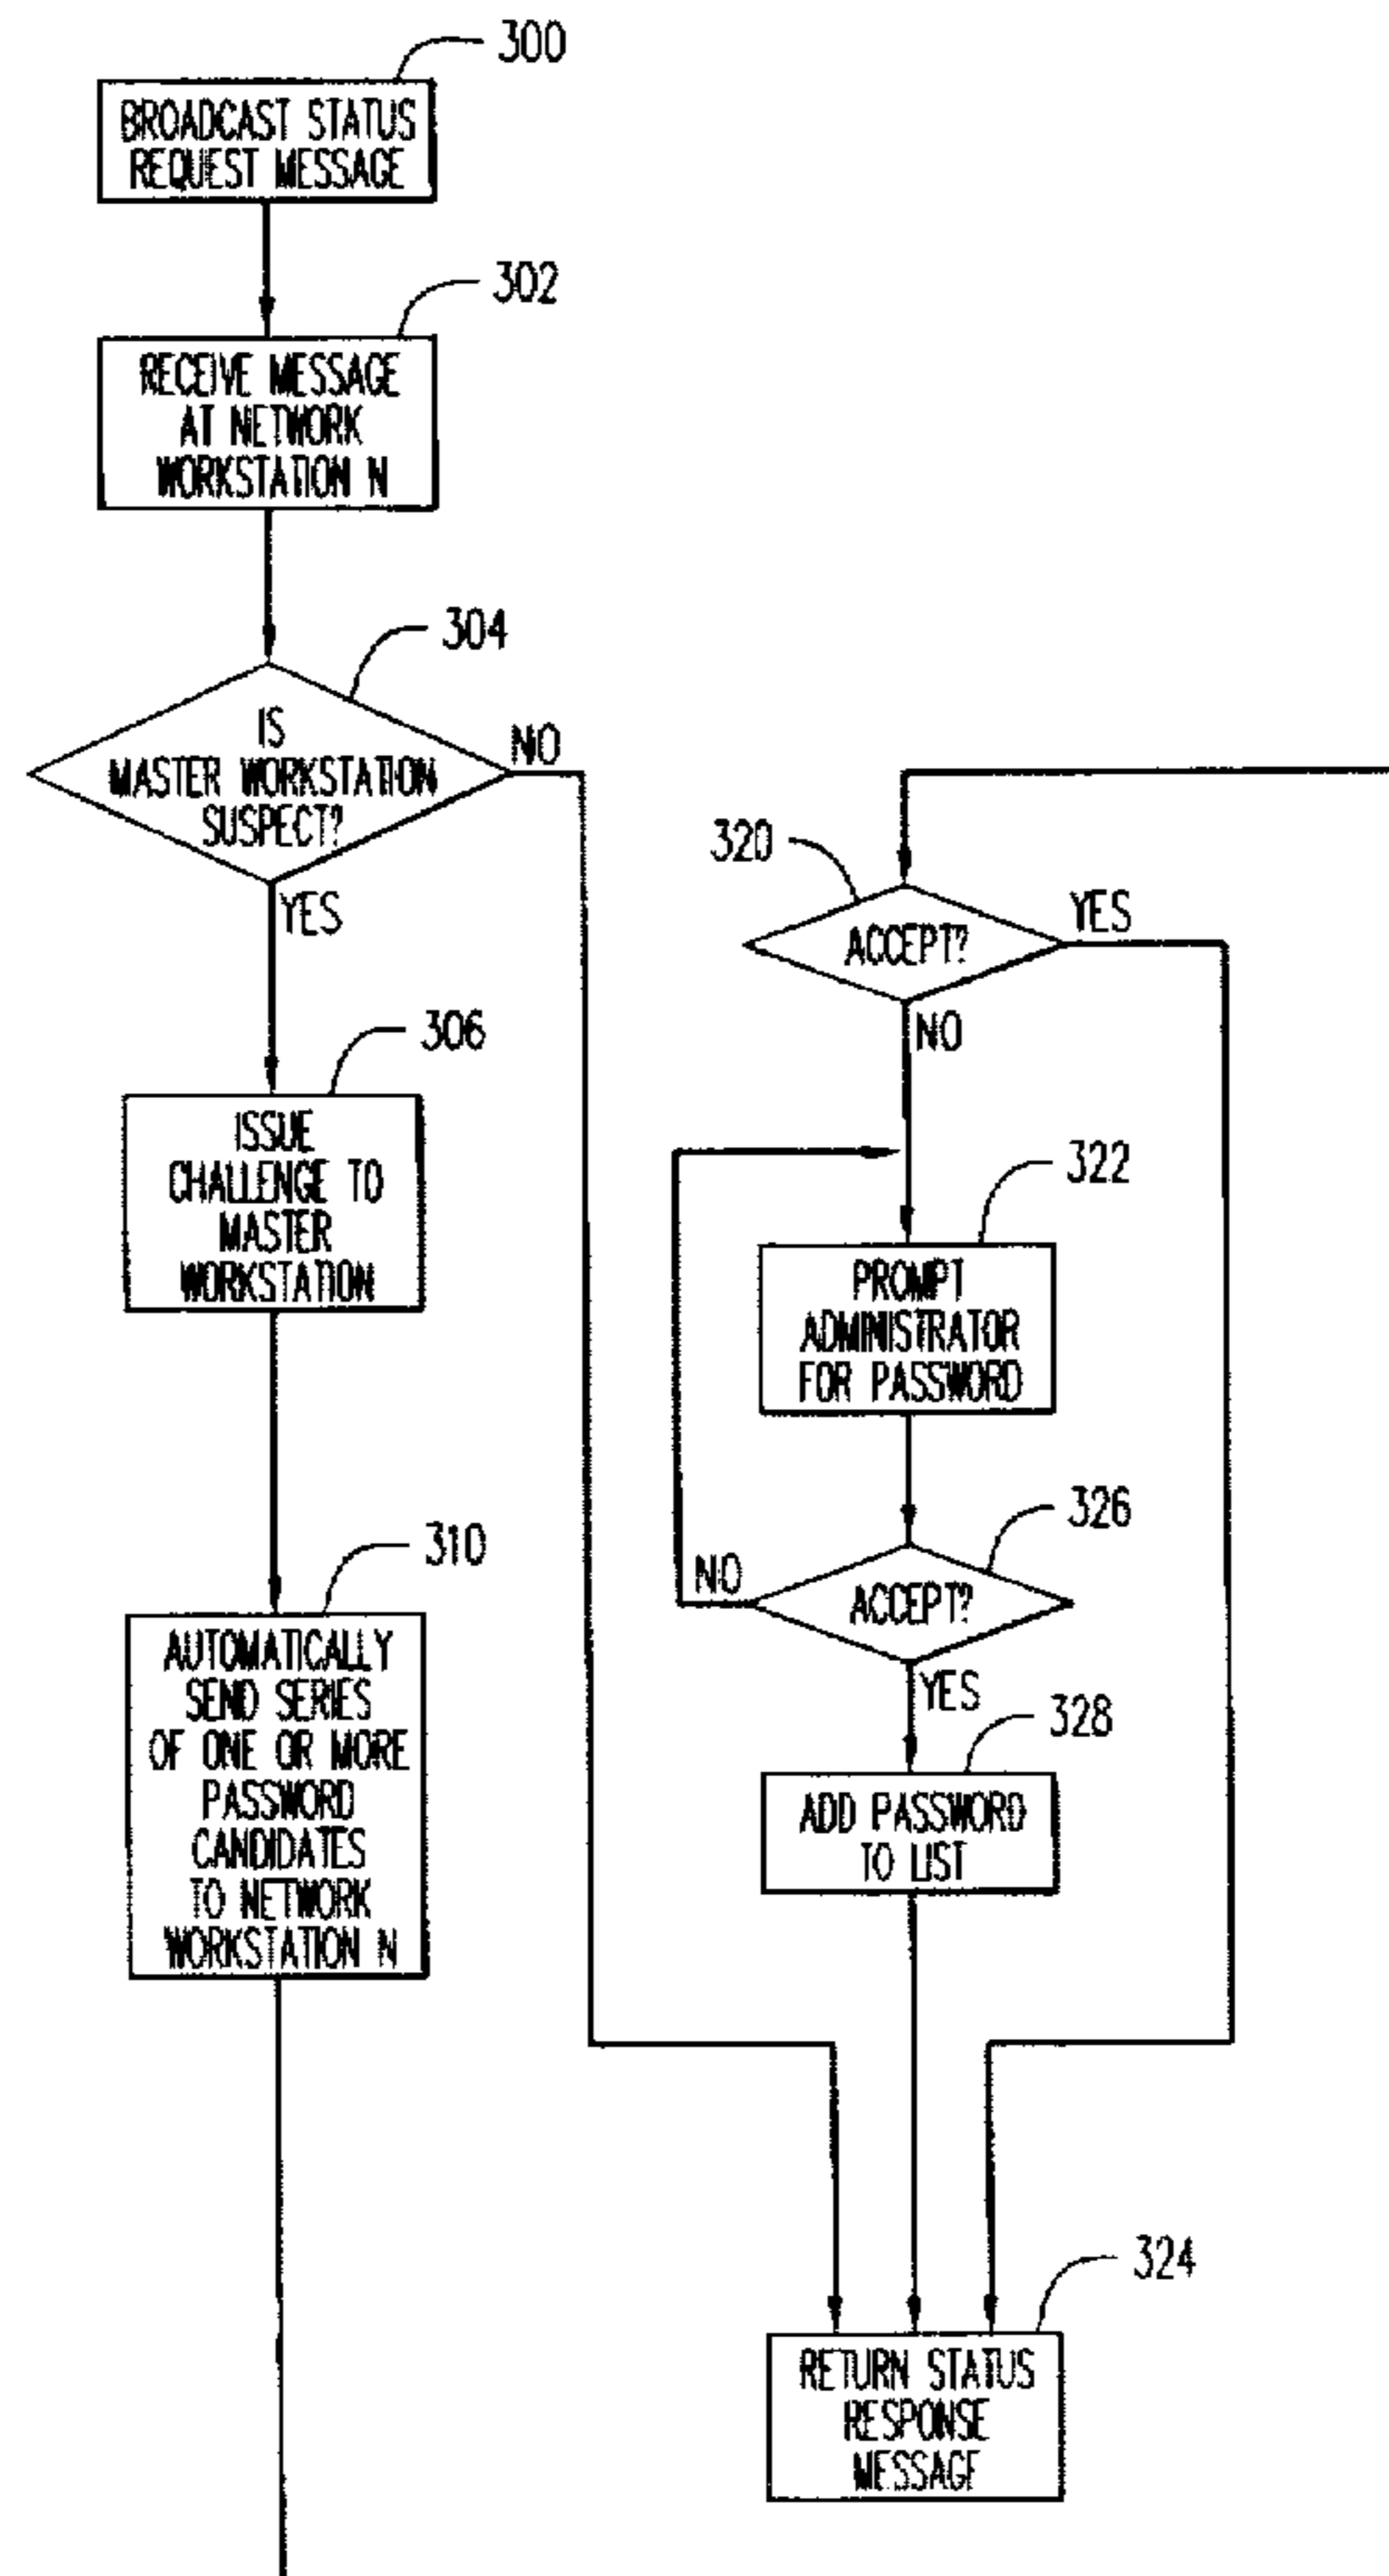 300
BROADCAST STATUS
REQUEST MESSAGE
302
RECEIVE MESSAGE
AT NETWORK
WORKSTATION N
304
IS
MASTER WORKSTATION
SUSPECT?
NO
YES
306
ISSUE
CHALLENGE TO
MASTER
WORKSTATION
310
AUTOMATICALLY
SEND SERIES
OF ONE OR MORE
PASSWORD
CANDIDATES
TO NETWORK
WORKSTATION N
320
ACCEPT?
YES
NO
322
PROMPT
ADMINISTRATOR
FOR PASSWORD
326
ACCEPT?
NO
YES
328
ADD PASSWORD
TO LIST
324
RETURN STATUS
RESPONSE
MESSAGE